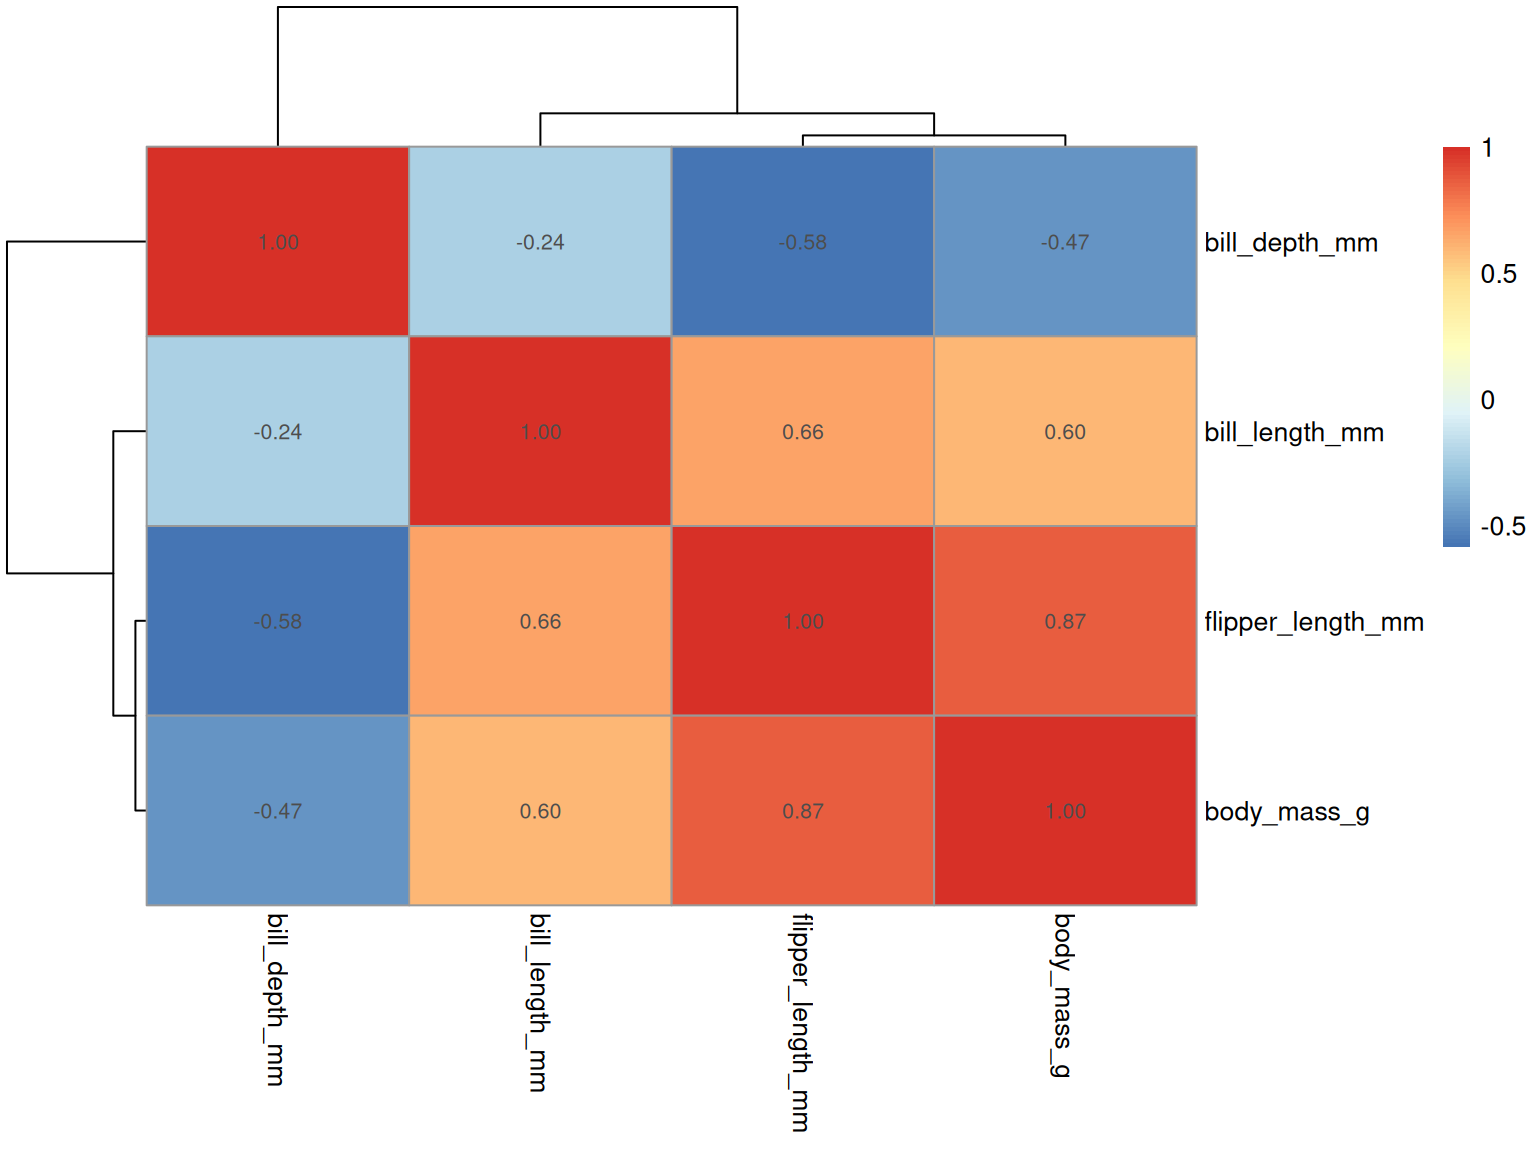 1.00 -0.24 -0.58 -0.47 bill_depth_mm
-0.24 1.00 0.66 0.60 bill_length_mm
-0.58 0.66 1.00 0.87 flipper_length_mm
-0.47 0.60 0.87 1.00 body_mass_g
bill_depth_mm
bill_length_mm
flipper_length_mm
body_mass_g
1
0.5
0
-0.5